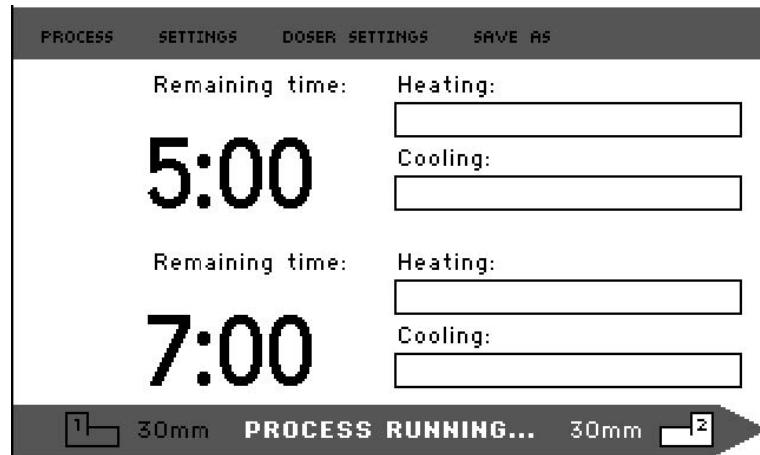 PROCESS SETTINGS DOSER SETTINGS SAVE AS
Remaining time: Heating:
5:00
Cooling:
Remaining time: Heating:
7:00
Cooling:
1 30mm PROCESS RUNNING... 30mm 2